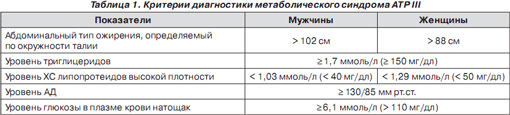 Таблица 1. Критерии диагностики метаболического синдрома ATP III
Показатели Мужчины Женщины
Абдоминальный тип ожирения, определяемый
по окружности талии > 102 см > 88 см
Уровень триглицеридов ≥ 1,7 ммоль/л (≥ 150 мг/дл)
Уровень ХС липопротеидов высокой плотности < 1,03 ммоль/л (< 40 мг/дл) < 1,29 ммоль/л (< 50 мг/дл)
Уровень АД ≥ 130/85 мм рт.ст.
Уровень глюкозы в плазме крови натощак ≥6,1 ммоль/л (> 110 мг/дл)